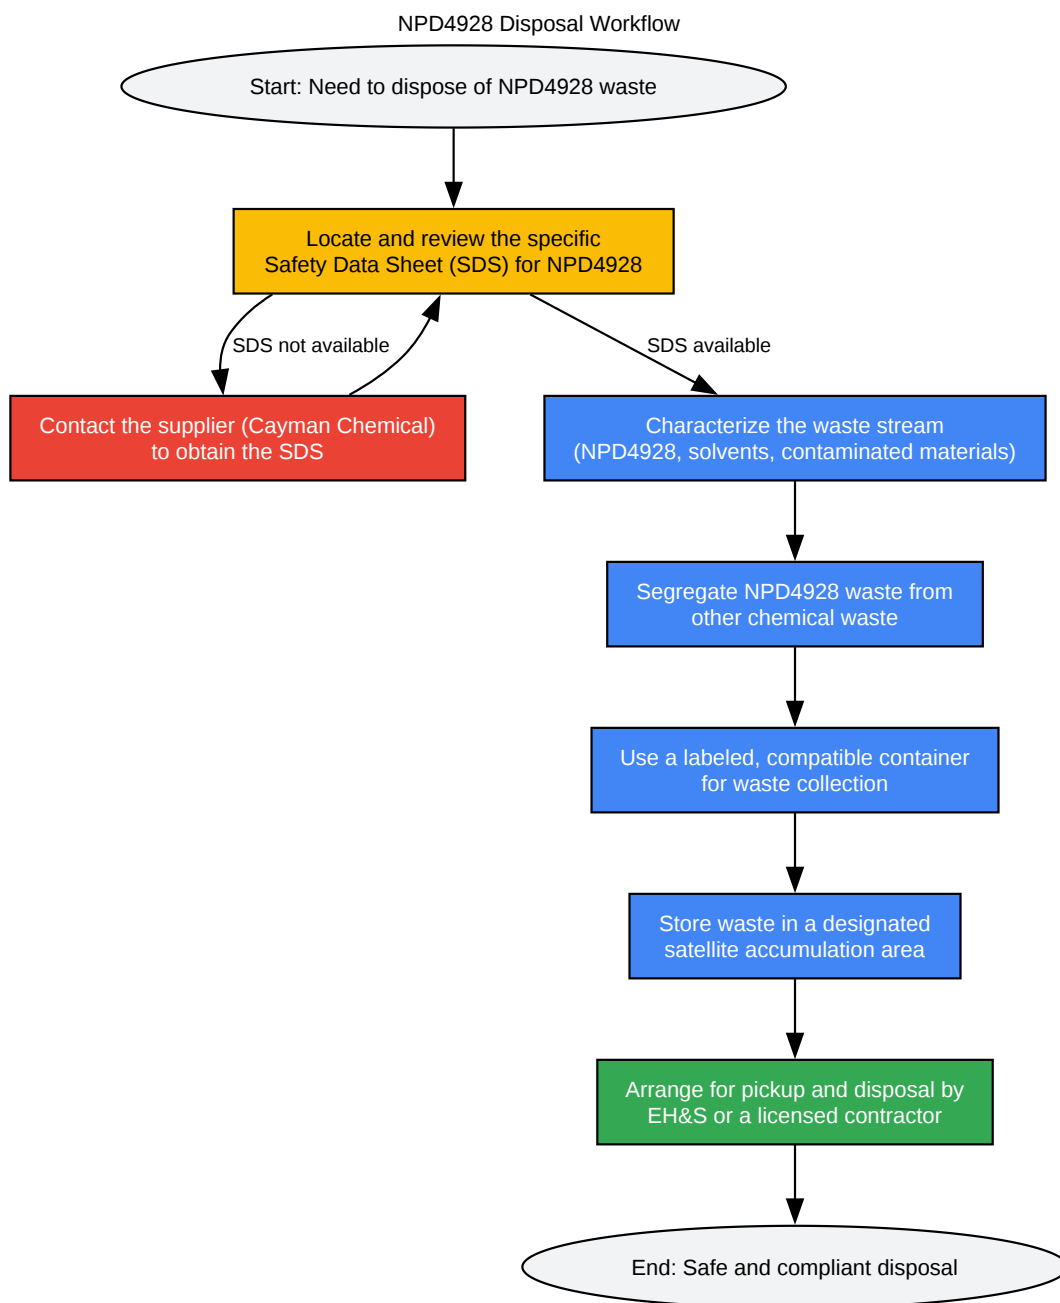 NPD4928 Disposal Workflow
Start: Need to dispose of NPD4928 waste
Locate and review the specific
Safety Data Sheet (SDS) for NPD4928
SDS not available
SDS available
Contact the supplier (Cayman Chemical)
to obtain the SDS
Characterize the waste stream
(NPD4928, solvents, contaminated materials)
Segregate NPD4928 waste from
other chemical waste
Use a labeled, compatible container
for waste collection
Store waste in a designated
satellite accumulation area
Arrange for pickup and disposal by
EH&S or a licensed contractor
End: Safe and compliant disposal